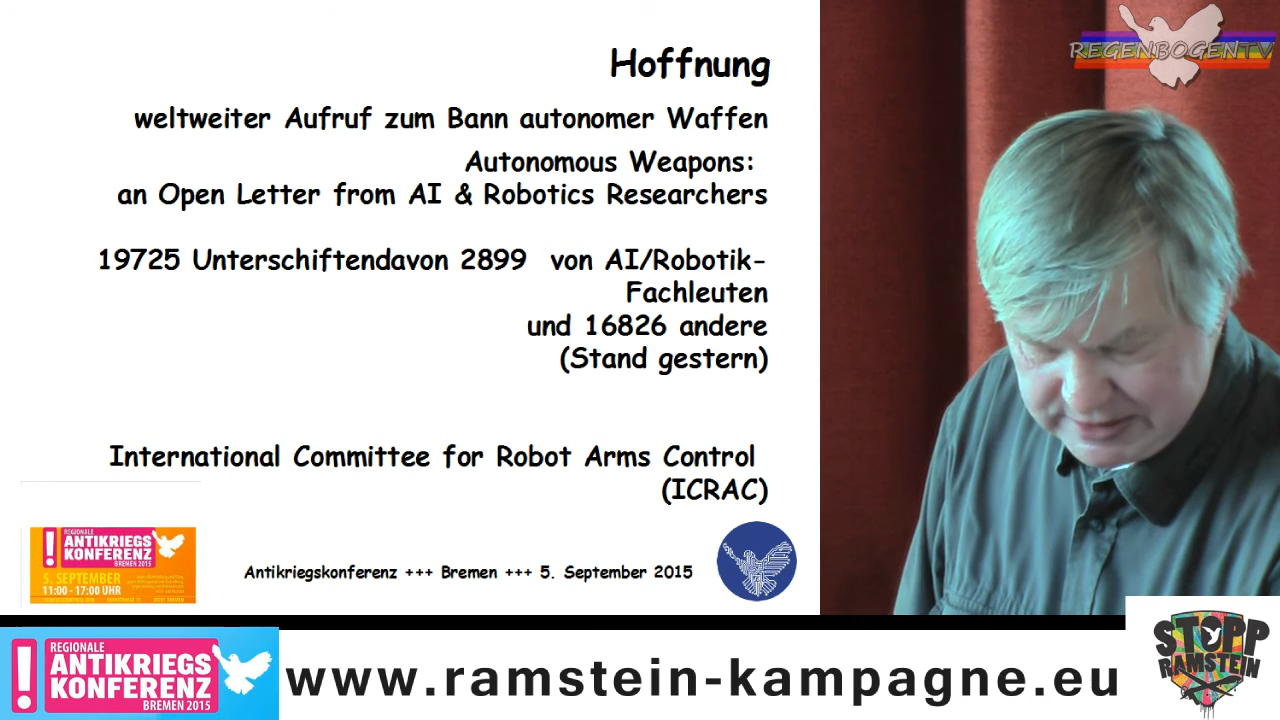 Hoffnung
weltweiter Aufruf zum Bann autonomer Waffen
Autonomous Weapons:
an Open Letter from AI & Robotics Researchers
19725 Unterschiftendavon 2899 von AI/Robotik-
Fachleuten
und 16826 andere
(Stand gestern)
International Committee for Robot Arms Control
(ICRAC)
REGIONALE
ANTIKRIEGS
KONFERENZ
BREMEN 2015
5. SEPTEMBER
11:00 - 17:00 UHR
Antikriegskonferenz +++ Bremen +++ 5. September 2015
REGENBOGENTV
REGIONALE
ANTIKRIEGS
KONFERENZ
BREMEN 2015
www.ramstein-kampagne.eu
STOPP
RAMSTEIN